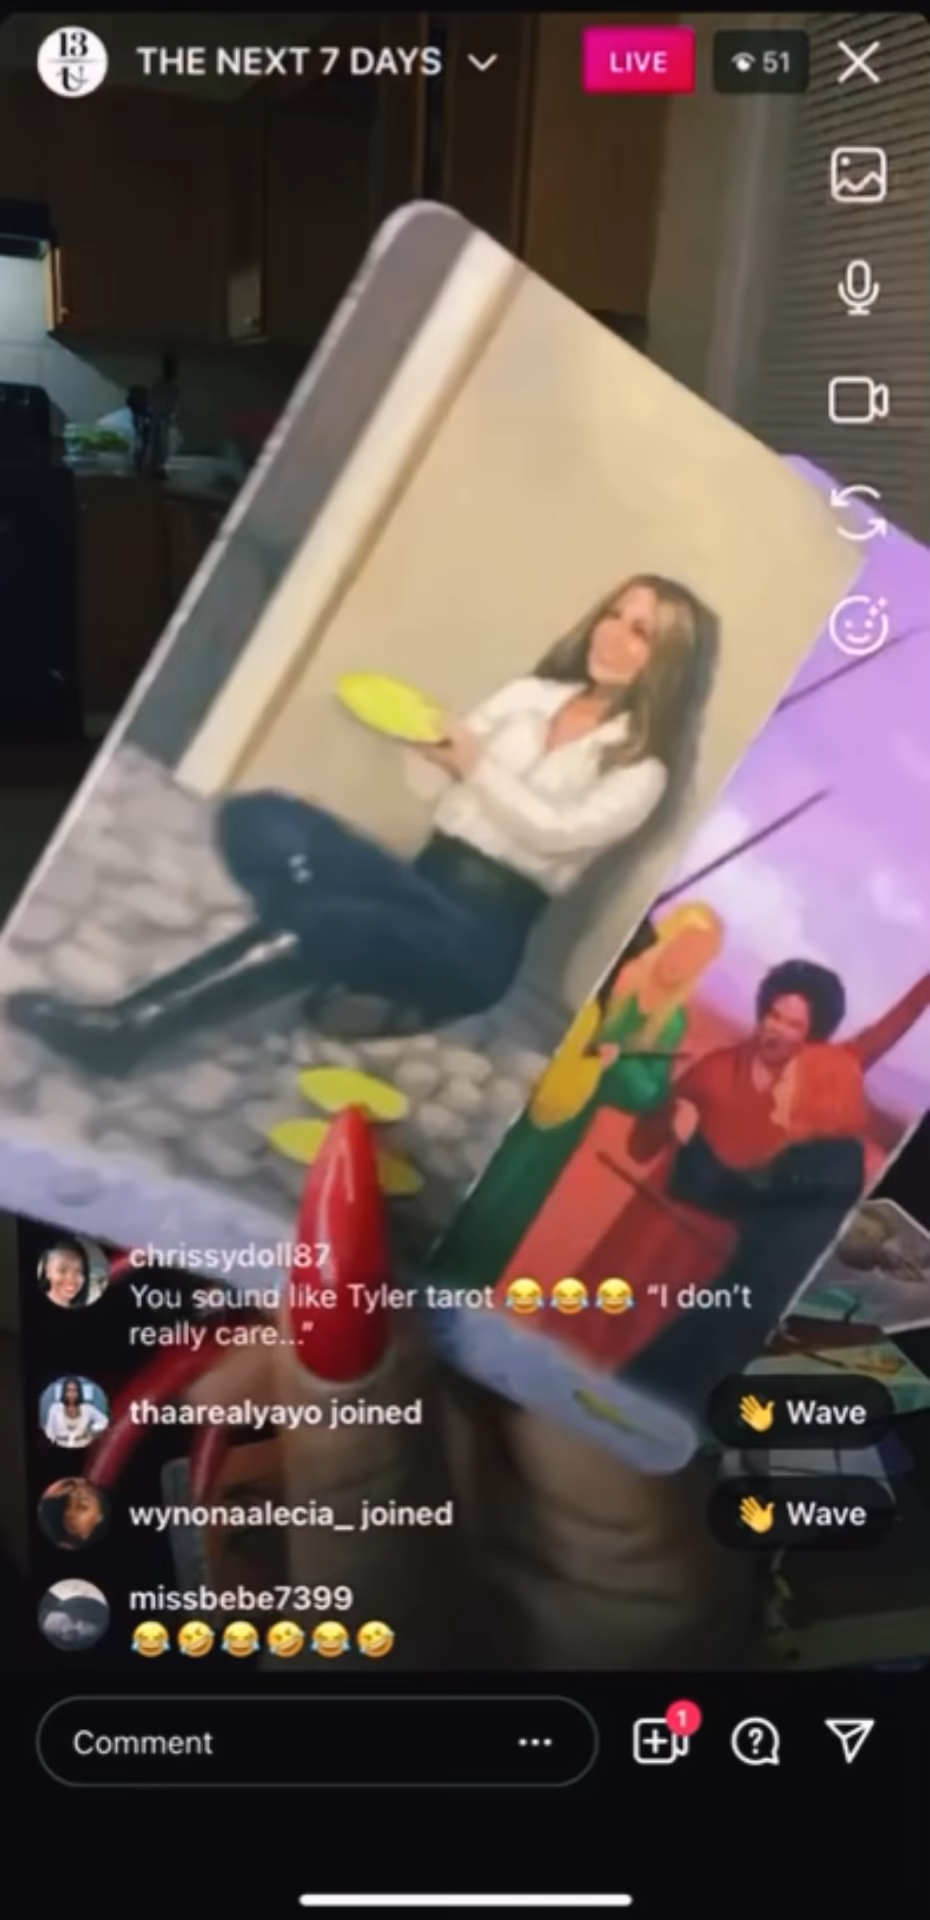 13
U
THE NEXT 7 DAYS
LIVE
51
chrissydoll87
You sound like Tyler tarot 😂😂😂 “I don’t
really care...”
thaarealyayo joined
👋 Wave
wynonaalecia_ joined
👋 Wave
missbebe7399
😂🤣😂🤣😂🤣
Comment
1